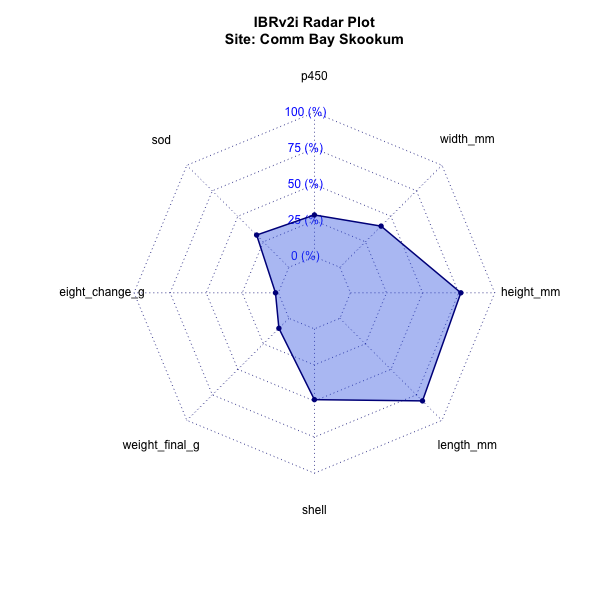 IBRv2i Radar Plot
Site: Comm Bay Skookum
p450
100 (%)
sod
width_mm
75 (%)
50 (%)
25 (%)
0 (%)
eight_change_g
height_mm
weight_final_g
length_mm
shell